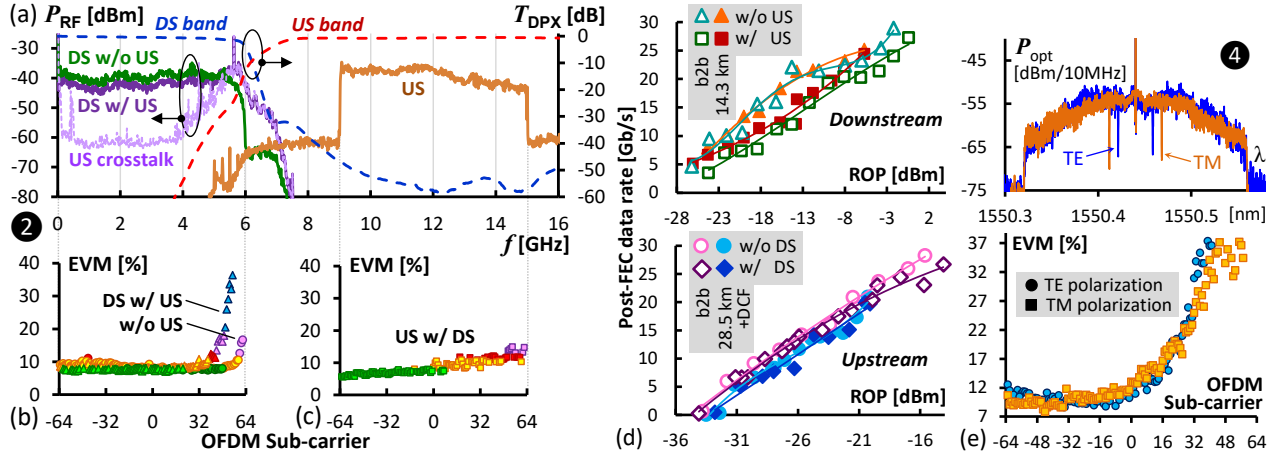 (a) P_RF [dBm] DS band US band T_DPX [dB]
-30
-40
-50
-60
-70
-80
0
-10
-20
-30
-40
-50
-60
DS w/o US
DS w/ US
US crosstalk
US
0 2 4 6 8 10 12 14 16
f [GHz]
2
EVM [%]
40
30
20
10
0
DS w/ US
w/o US
-64 -32 0 32 64
(b)
EVM [%]
40
30
20
10
0
US w/ DS
-64 -32 0 32 64
(c)
OFDM Sub-carrier
Post-FEC data rate [Gb/s]
30
25
20
15
10
5
0
w/o US
w/ US
b2b
14.3 km
Downstream
ROP [dBm]
-26 -22 -18 -14 -10 -6 -2 2
30
25
20
15
10
5
0
w/o DS
w/ DS
b2b
28.5 km
+DCF
Upstream
ROP [dBm]
-36 -31 -26 -21 -16
(d)
4
P_opt
[dBm/10MHz]
-35
-45
-55
-65
-75
TE
TM
λ
1550.3 1550.4 1550.5 [nm]
EVM [%]
37
32
27
22
17
12
7
TE polarization
TM polarization
OFDM
Sub-carrier
-64 -48 -32 -16 0 16 32 48 64
(e)